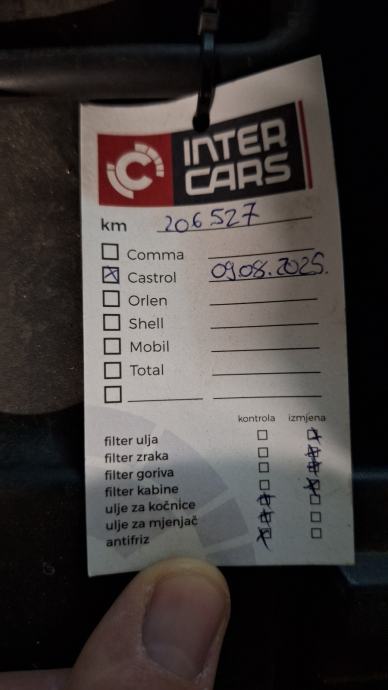 INTER
CARS
km 206527
Comma
Castrol 09.08.2025.
Orlen
Shell
Mobil
Total
kontrola izmjena
filter ulja
filter zraka
filter goriva
filter kabine
ulje za kočnice
ulje za mjenjač
antifriz